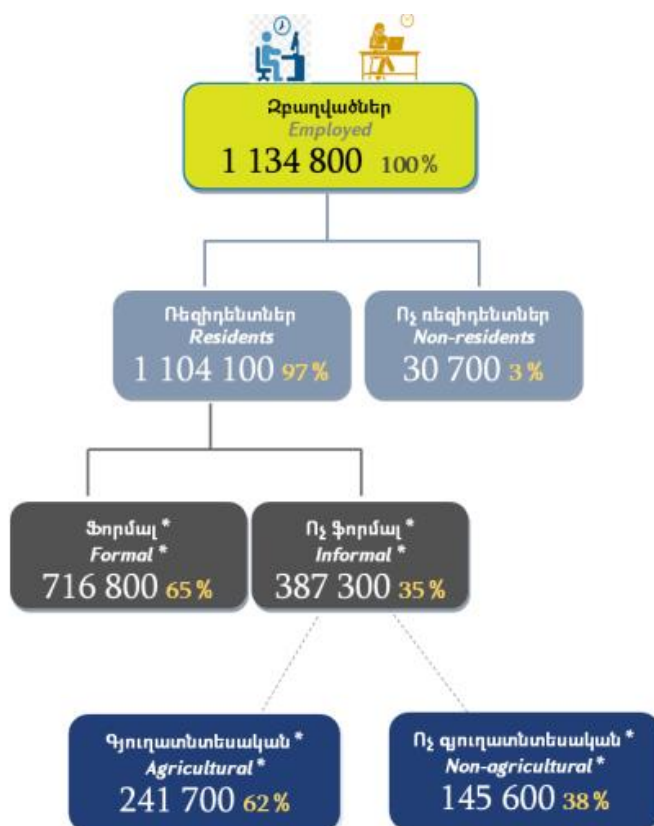 Զբաղվածներ
Employed
1 134 800 100%
Ռեզիդենտներ
Residents
1 104 100 97%
Ոչ ռեզիդենտներ
Non-residents
30 700 3%
Ֆորմալ *
Formal *
716 800 65%
Ոչ ֆորմալ *
Informal *
387 300 35%
Գյուղատնտեսական *
Agricultural *
241 700 62%
Ոչ գյուղատնտեսական *
Non-agricultural *
145 600 38%